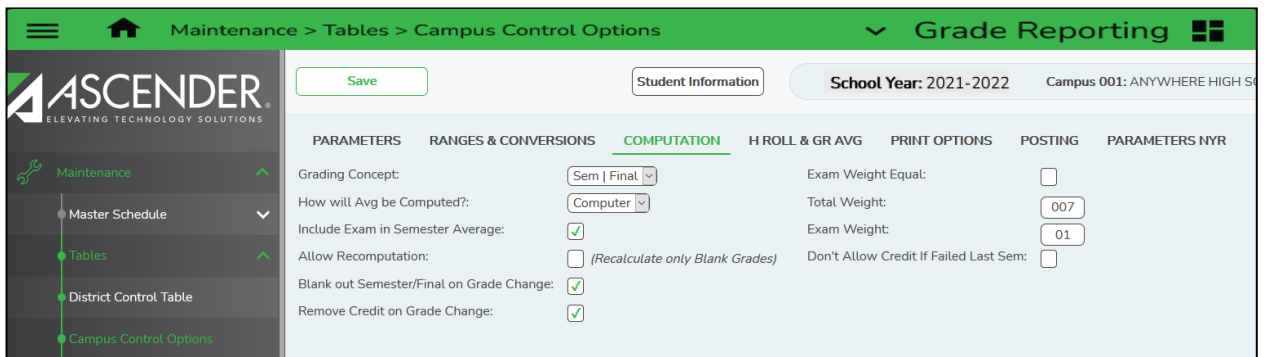 Maintenance > Tables > Campus Control Options
Grade Reporting
ASCENDER.
ELEVATING TECHNOLOGY SOLUTIONS
Save
Student Information
School Year: 2021-2022 Campus 001: ANYWHERE HIGH SC
PARAMETERS RANGES & CONVERSIONS COMPUTATION H ROLL & GR AVG PRINT OPTIONS POSTING PARAMETERS NYR
Maintenance
Master Schedule
Tables
District Control Table
Campus Control Options
Grading Concept: Sem | Final
How will Avg be Computed?: Computer
Include Exam in Semester Average:
Allow Recomputation: (Recalculate only Blank Grades)
Blank out Semester/Final on Grade Change:
Remove Credit on Grade Change:
Exam Weight Equal:
Total Weight: 007
Exam Weight: 01
Don't Allow Credit If Failed Last Sem: